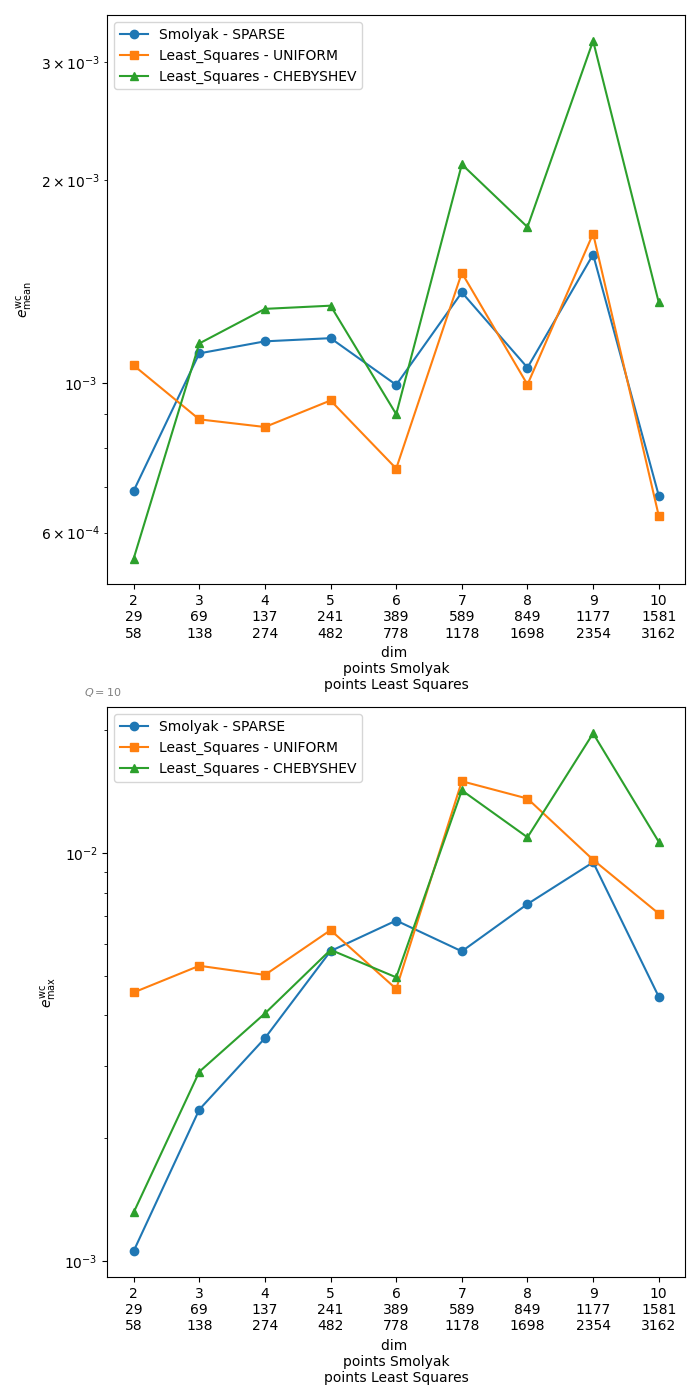 Smolyak - SPARSE
Least_Squares - UNIFORM
Least_Squares - CHEBYSHEV
3 × 10⁻³
2 × 10⁻³
10⁻³
6 × 10⁻⁴
e_mean^wc
2 3 4 5 6 7 8 9 10
29 69 137 241 389 589 849 1177 1581
58 138 274 482 778 1178 1698 2354 3162
dim
points Smolyak
points Least Squares
Q = 10
Smolyak - SPARSE
Least_Squares - UNIFORM
Least_Squares - CHEBYSHEV
10⁻²
10⁻³
e_max^wc
2 3 4 5 6 7 8 9 10
29 69 137 241 389 589 849 1177 1581
58 138 274 482 778 1178 1698 2354 3162
dim
points Smolyak
points Least Squares